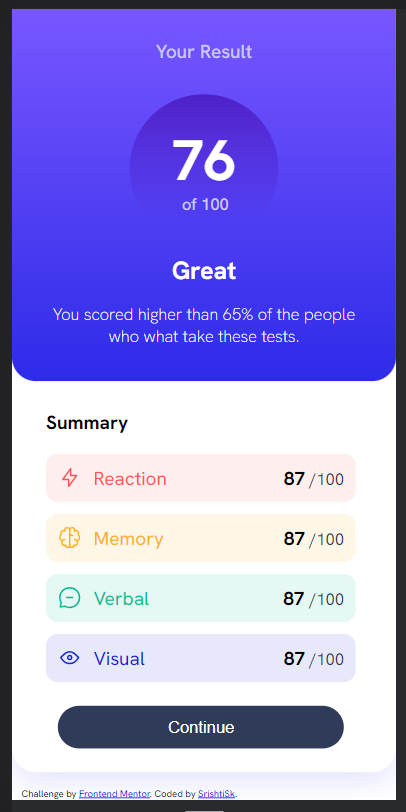 Your Result
76
of 100
Great
You scored higher than 65% of the people
who what take these tests.
Summary
Reaction 87 /100
Memory 87 /100
Verbal 87 /100
Visual 87 /100
Continue
Challenge by Frontend Mentor. Coded by SrishtiSk.